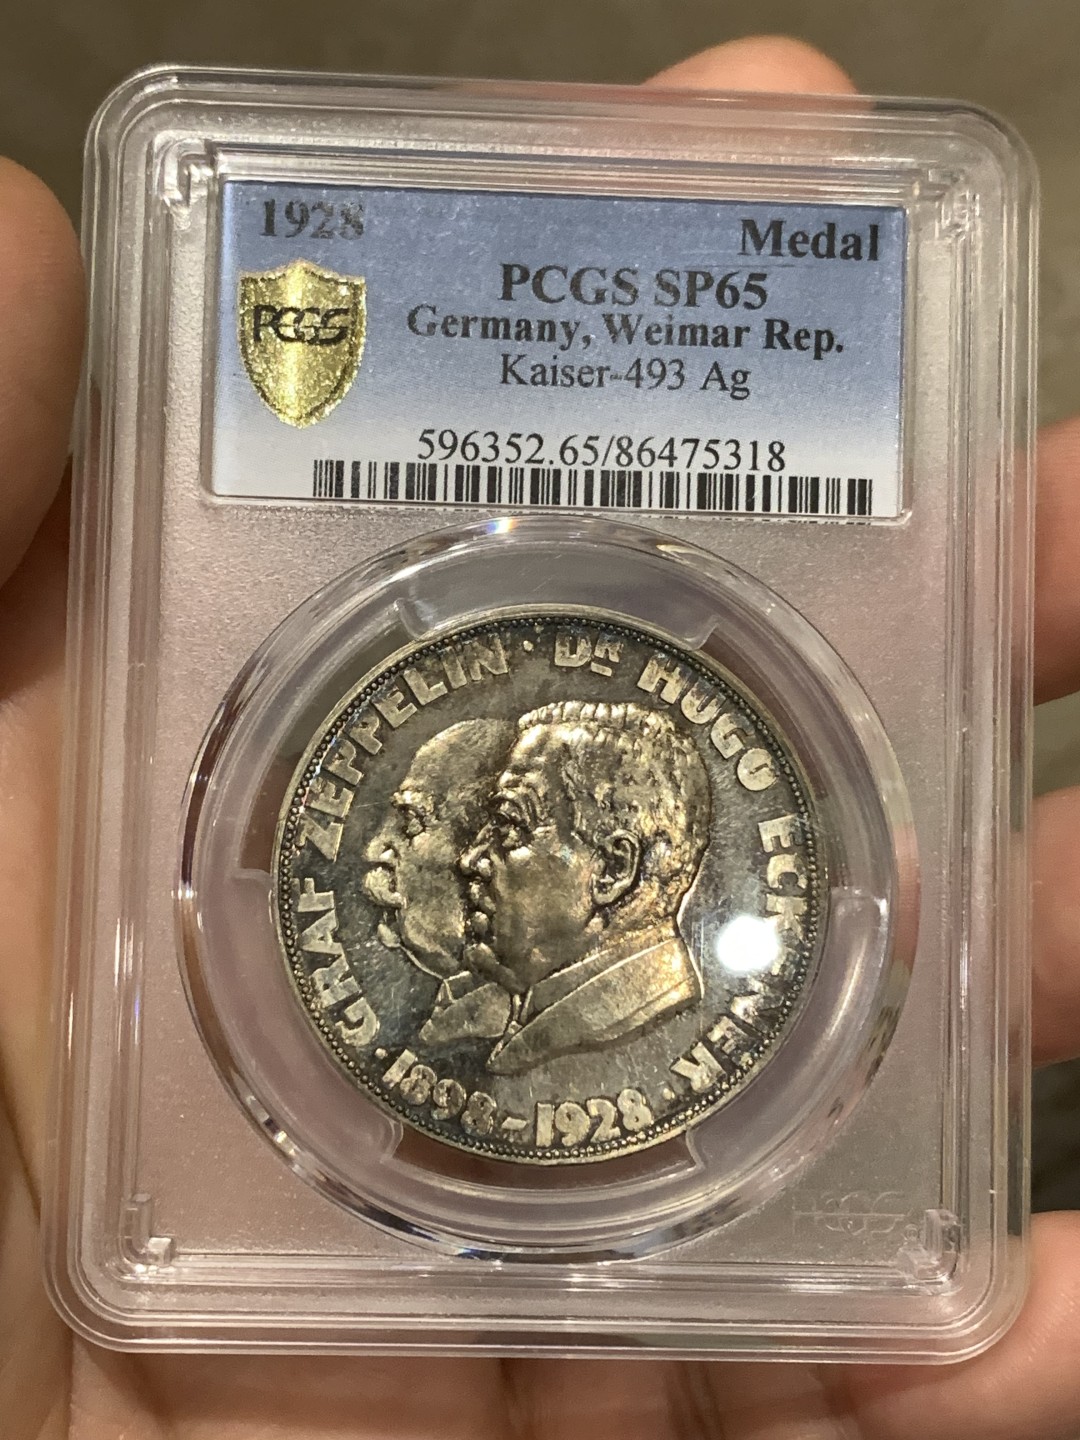 1928
Medal
PCGS
PCGS SP65
Germany, Weimar Rep.
Kaiser-493 Ag
596352.65/86475318
GRAF ZEPPELIN · DR HUGO ECKENER
· 1898-1928 ·
PCGS